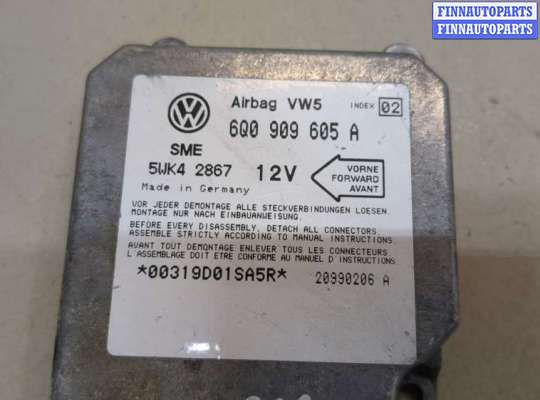 FINNAUTOPARTS
FINNAUTOPARTS
Airbag VW5 INDEX 02
6Q0 909 605 A
SME
5WK4 2867 12V
VORNE
FORWARD
AVANT
Made in Germany
VOR JEDER DEMONTAGE ALLE STECKVERBINDUNGEN LOESEN.
MONTAGE NUR NACH EINBAUANWEISUNG.
BEFORE EVERY DISASSEMBLY, DETACH ALL CONNECTORS.
ASSEMBLE STRICTLY ACCORDING TO MANUAL INSTRUCTIONS.
AVANT TOUT DEMONTAGE ENLEVER TOUS LES CONNECTEURS
L'ASSEMBLAGE DOIT ETRE CONFORME AU MANUEL D'INSTRUCTIONS
*00319D01SA5R* 20990206 A